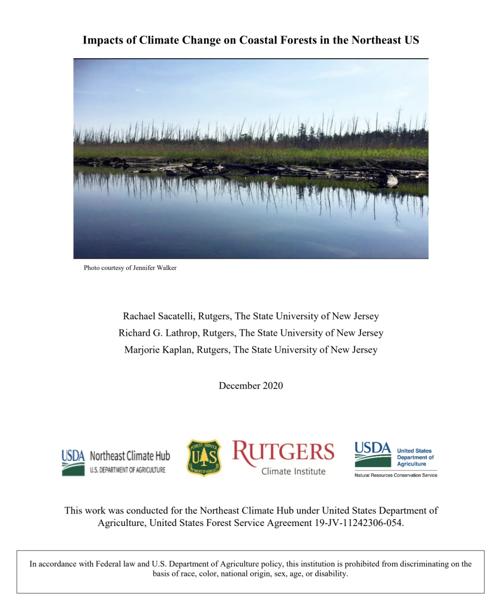 Impacts of Climate Change on Coastal Forests in the Northeast US
Photo courtesy of Jennifer Walker
Rachael Sacatelli, Rutgers, The State University of New Jersey
Richard G. Lathrop, Rutgers, The State University of New Jersey
Marjorie Kaplan, Rutgers, The State University of New Jersey
December 2020
USDA Northeast Climate Hub
U.S. DEPARTMENT OF AGRICULTURE
FOREST SERVICE
U S
DEPARTMENT OF AGRICULTURE
RUTGERS
Climate Institute
USDA
United States
Department of
Agriculture
Natural Resources Conservation Service
This work was conducted for the Northeast Climate Hub under United States Department of
Agriculture, United States Forest Service Agreement 19-JV-11242306-054.
In accordance with Federal law and U.S. Department of Agriculture policy, this institution is prohibited from discriminating on the
basis of race, color, national origin, sex, age, or disability.